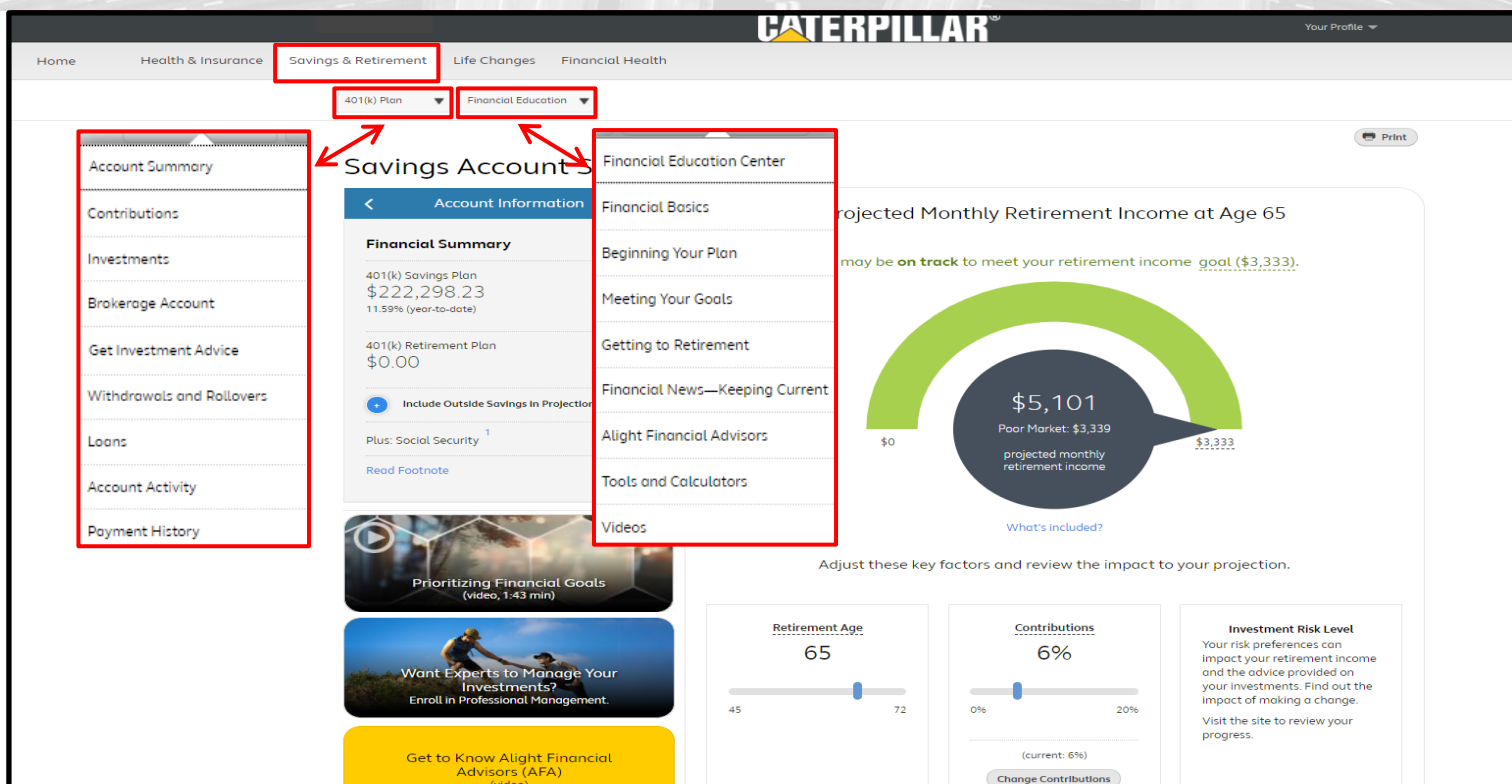 CATERPILLAR®
Your Profile
Home
Health & Insurance
Savings & Retirement
Life Changes
Financial Health
401(k) Plan
Financial Education
Print
Account Summary
Contributions
Investments
Brokerage Account
Get Investment Advice
Withdrawals and Rollovers
Loans
Account Activity
Payment History
Savings Account S
Account Information
Financial Summary
401(k) Savings Plan
$222,298.23
11.59% (year-to-date)
401(k) Retirement Plan
$0.00
Include Outside Savings In Projection
Plus: Social Security 1
Read Footnote
Prioritizing Financial Goals
(video, 1:43 min)
Want Experts to Manage Your
Investments?
Enroll in Professional Management.
Get to Know Alight Financial
Advisors (AFA)
(video)
Financial Education Center
Financial Basics
Beginning Your Plan
Meeting Your Goals
Getting to Retirement
Financial News—Keeping Current
Alight Financial Advisors
Tools and Calculators
Videos
rojected Monthly Retirement Income at Age 65
may be on track to meet your retirement income goal ($3,333).
$5,101
Poor Market: $3,339
projected monthly
retirement income
$0
$3,333
What's included?
Adjust these key factors and review the impact to your projection.
Retirement Age
65
45
72
Contributions
6%
0%
20%
(current: 6%)
Change Contributions
Investment Risk Level
Your risk preferences can
impact your retirement income
and the advice provided on
your investments. Find out the
impact of making a change.
Visit the site to review your
progress.